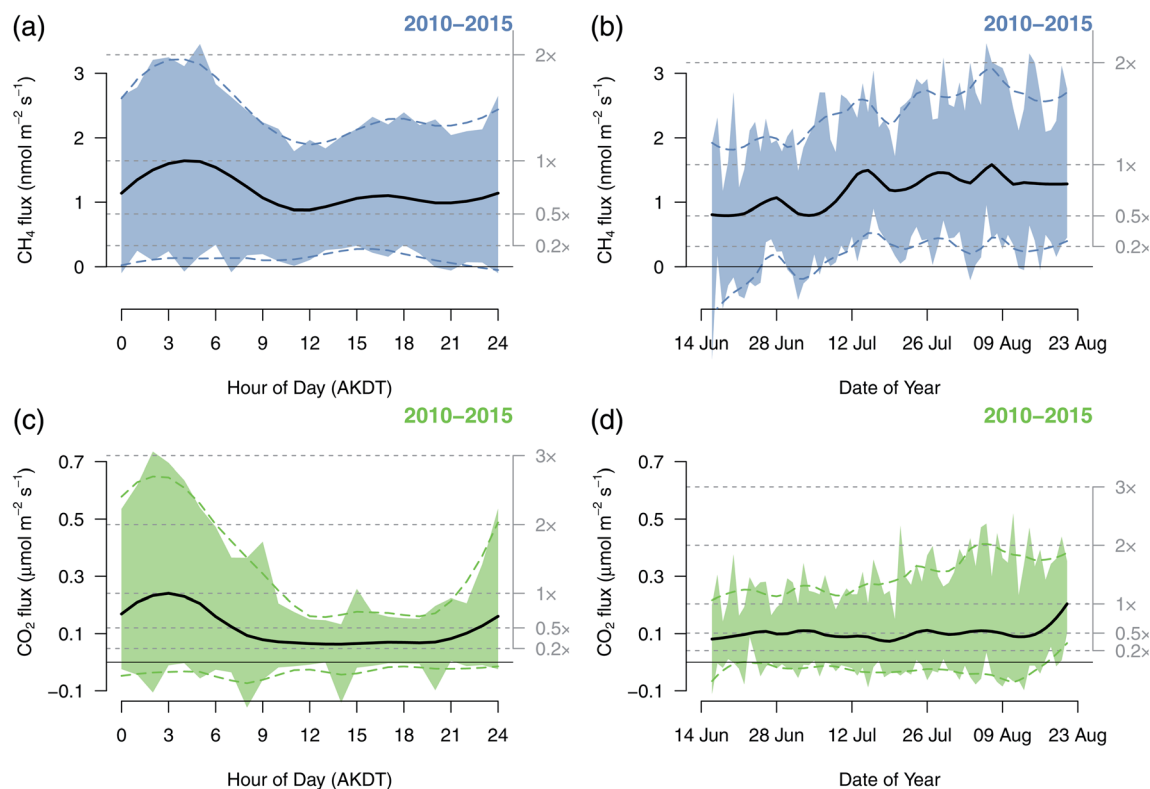 (a)
2010–2015
CH₄ flux (nmol m⁻² s⁻¹)
3
2
1
0
2×
1×
0.5×
0.2×
0 3 6 9 12 15 18 21 24
Hour of Day (AKDT)
(b)
2010–2015
CH₄ flux (nmol m⁻² s⁻¹)
3
2
1
0
2×
1×
0.5×
0.2×
14 Jun 28 Jun 12 Jul 26 Jul 09 Aug 23 Aug
Date of Year
(c)
2010–2015
CO₂ flux (μmol m⁻² s⁻¹)
0.7
0.5
0.3
0.1
−0.1
3×
2×
1×
0.5×
0.2×
0 3 6 9 12 15 18 21 24
Hour of Day (AKDT)
(d)
2010–2015
CO₂ flux (μmol m⁻² s⁻¹)
0.7
0.5
0.3
0.1
−0.1
3×
2×
1×
0.5×
0.2×
14 Jun 28 Jun 12 Jul 26 Jul 09 Aug 23 Aug
Date of Year